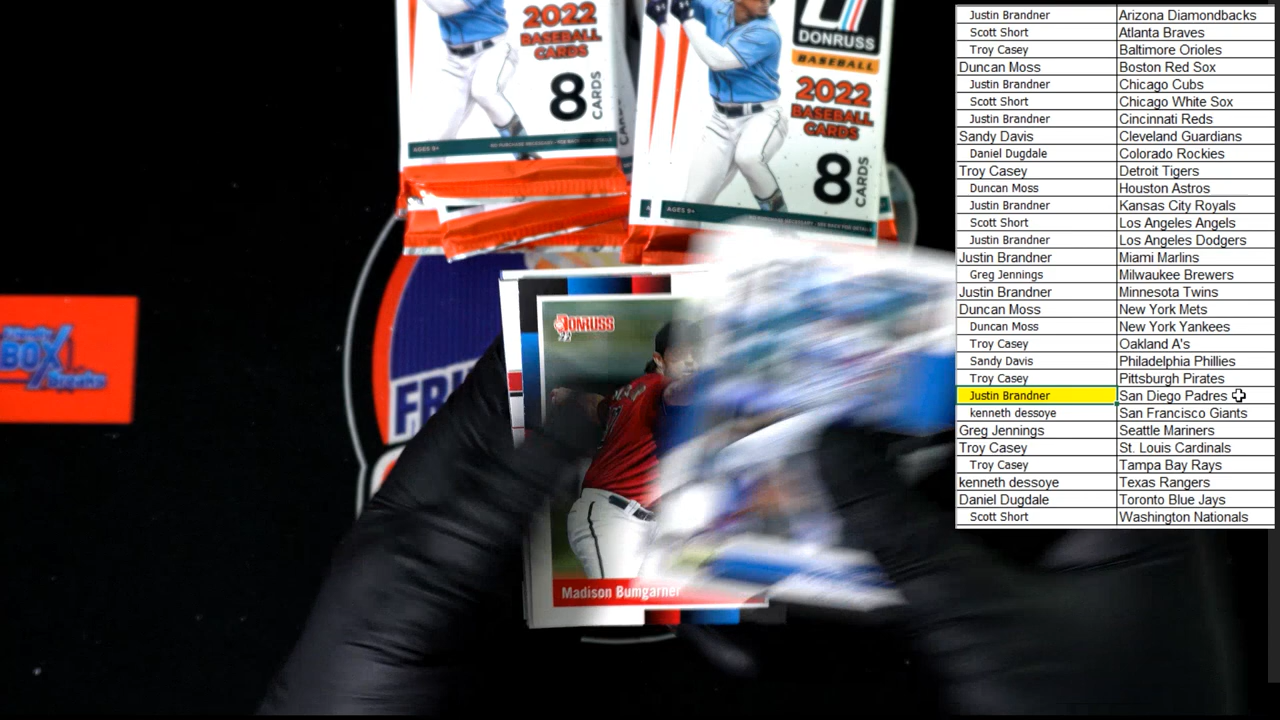 2022
BASEBALL
CARDS
8
CARDS
AGES 8+
DONRUSS
BASEBALL
2022
BASEBALL
CARDS
8
CARDS
AGES 8+
DONRUSS
Madison Bumgarner
BOX
FRI
Justin Brandner Arizona Diamondbacks
Scott Short Atlanta Braves
Troy Casey Baltimore Orioles
Duncan Moss Boston Red Sox
Justin Brandner Chicago Cubs
Scott Short Chicago White Sox
Justin Brandner Cincinnati Reds
Sandy Davis Cleveland Guardians
Daniel Dugdale Colorado Rockies
Troy Casey Detroit Tigers
Duncan Moss Houston Astros
Justin Brandner Kansas City Royals
Scott Short Los Angeles Angels
Justin Brandner Los Angeles Dodgers
Justin Brandner Miami Marlins
Greg Jennings Milwaukee Brewers
Justin Brandner Minnesota Twins
Duncan Moss New York Mets
Duncan Moss New York Yankees
Troy Casey Oakland A's
Sandy Davis Philadelphia Phillies
Troy Casey Pittsburgh Pirates
Justin Brandner San Diego Padres
kenneth dessoye San Francisco Giants
Greg Jennings Seattle Mariners
Troy Casey St. Louis Cardinals
Troy Casey Tampa Bay Rays
kenneth dessoye Texas Rangers
Daniel Dugdale Toronto Blue Jays
Scott Short Washington Nationals